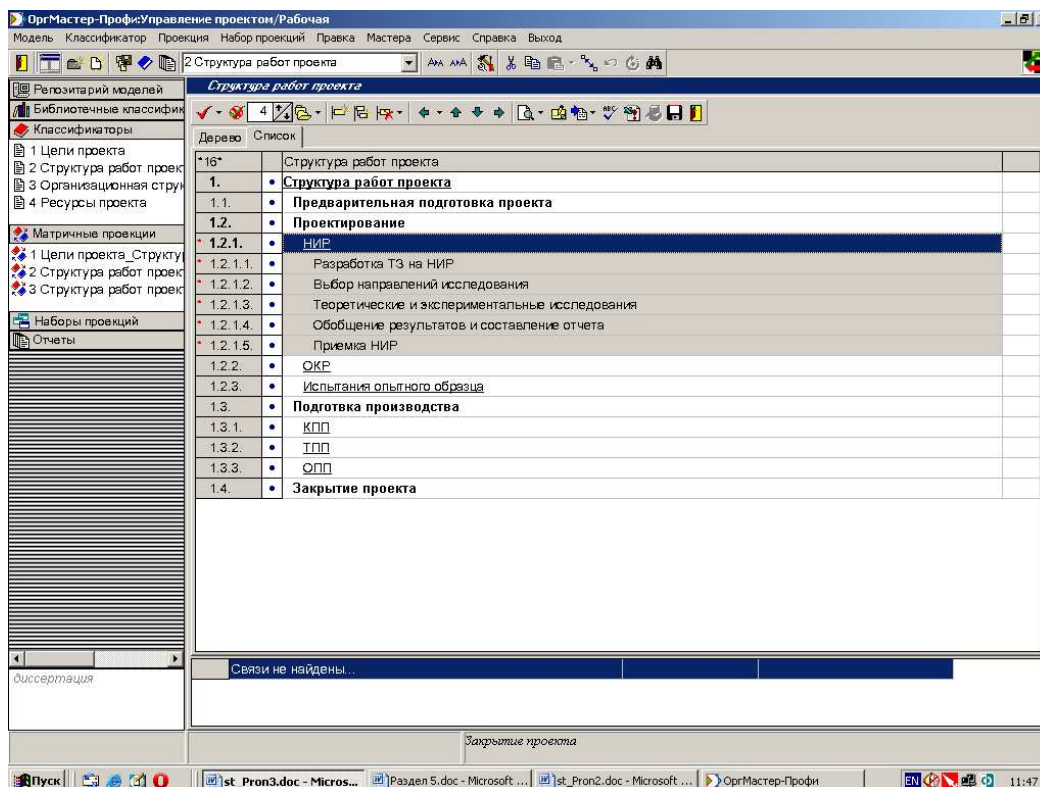 ОргМастер-Профи:Управление проектом/Рабочая
Модель Классификатор Проекция Набор проекций Правка Мастера Сервис Справка Выход
2 Структура работ проекта
Репозитарий моделей
Библиотечные классифик
Классификаторы
1 Цели проекта
2 Структура работ проек
3 Организационная струк
4 Ресурсы проекта
Матричные проекции
1 Цели проекта_Структу
2 Структура работ проек
3 Структура работ проек
Наборы проекций
Отчеты
диссертация
Структура работ проекта
4
Дерево Список
*16* Структура работ проекта
1. Структура работ проекта
1.1. Предварительная подготовка проекта
1.2. Проектирование
* 1.2.1. НИР
* 1.2.1.1. Разработка ТЗ на НИР
* 1.2.1.2. Выбор направлений исследования
* 1.2.1.3. Теоретические и экспериментальные исследования
* 1.2.1.4. Обобщение результатов и составление отчета
* 1.2.1.5. Приемка НИР
1.2.2. ОКР
1.2.3. Испытания опытного образца
1.3. Подготвка производства
1.3.1. КПП
1.3.2. ТПП
1.3.3. ОПП
1.4. Закрытие проекта
Связи не найдены...
Закрытие проекта
Пуск st_Pron3.doc - Micros... Раздел 5.doc - Microsoft ... st_Pron2.doc - Microsoft ... ОргМастер-Профи EN 11:47